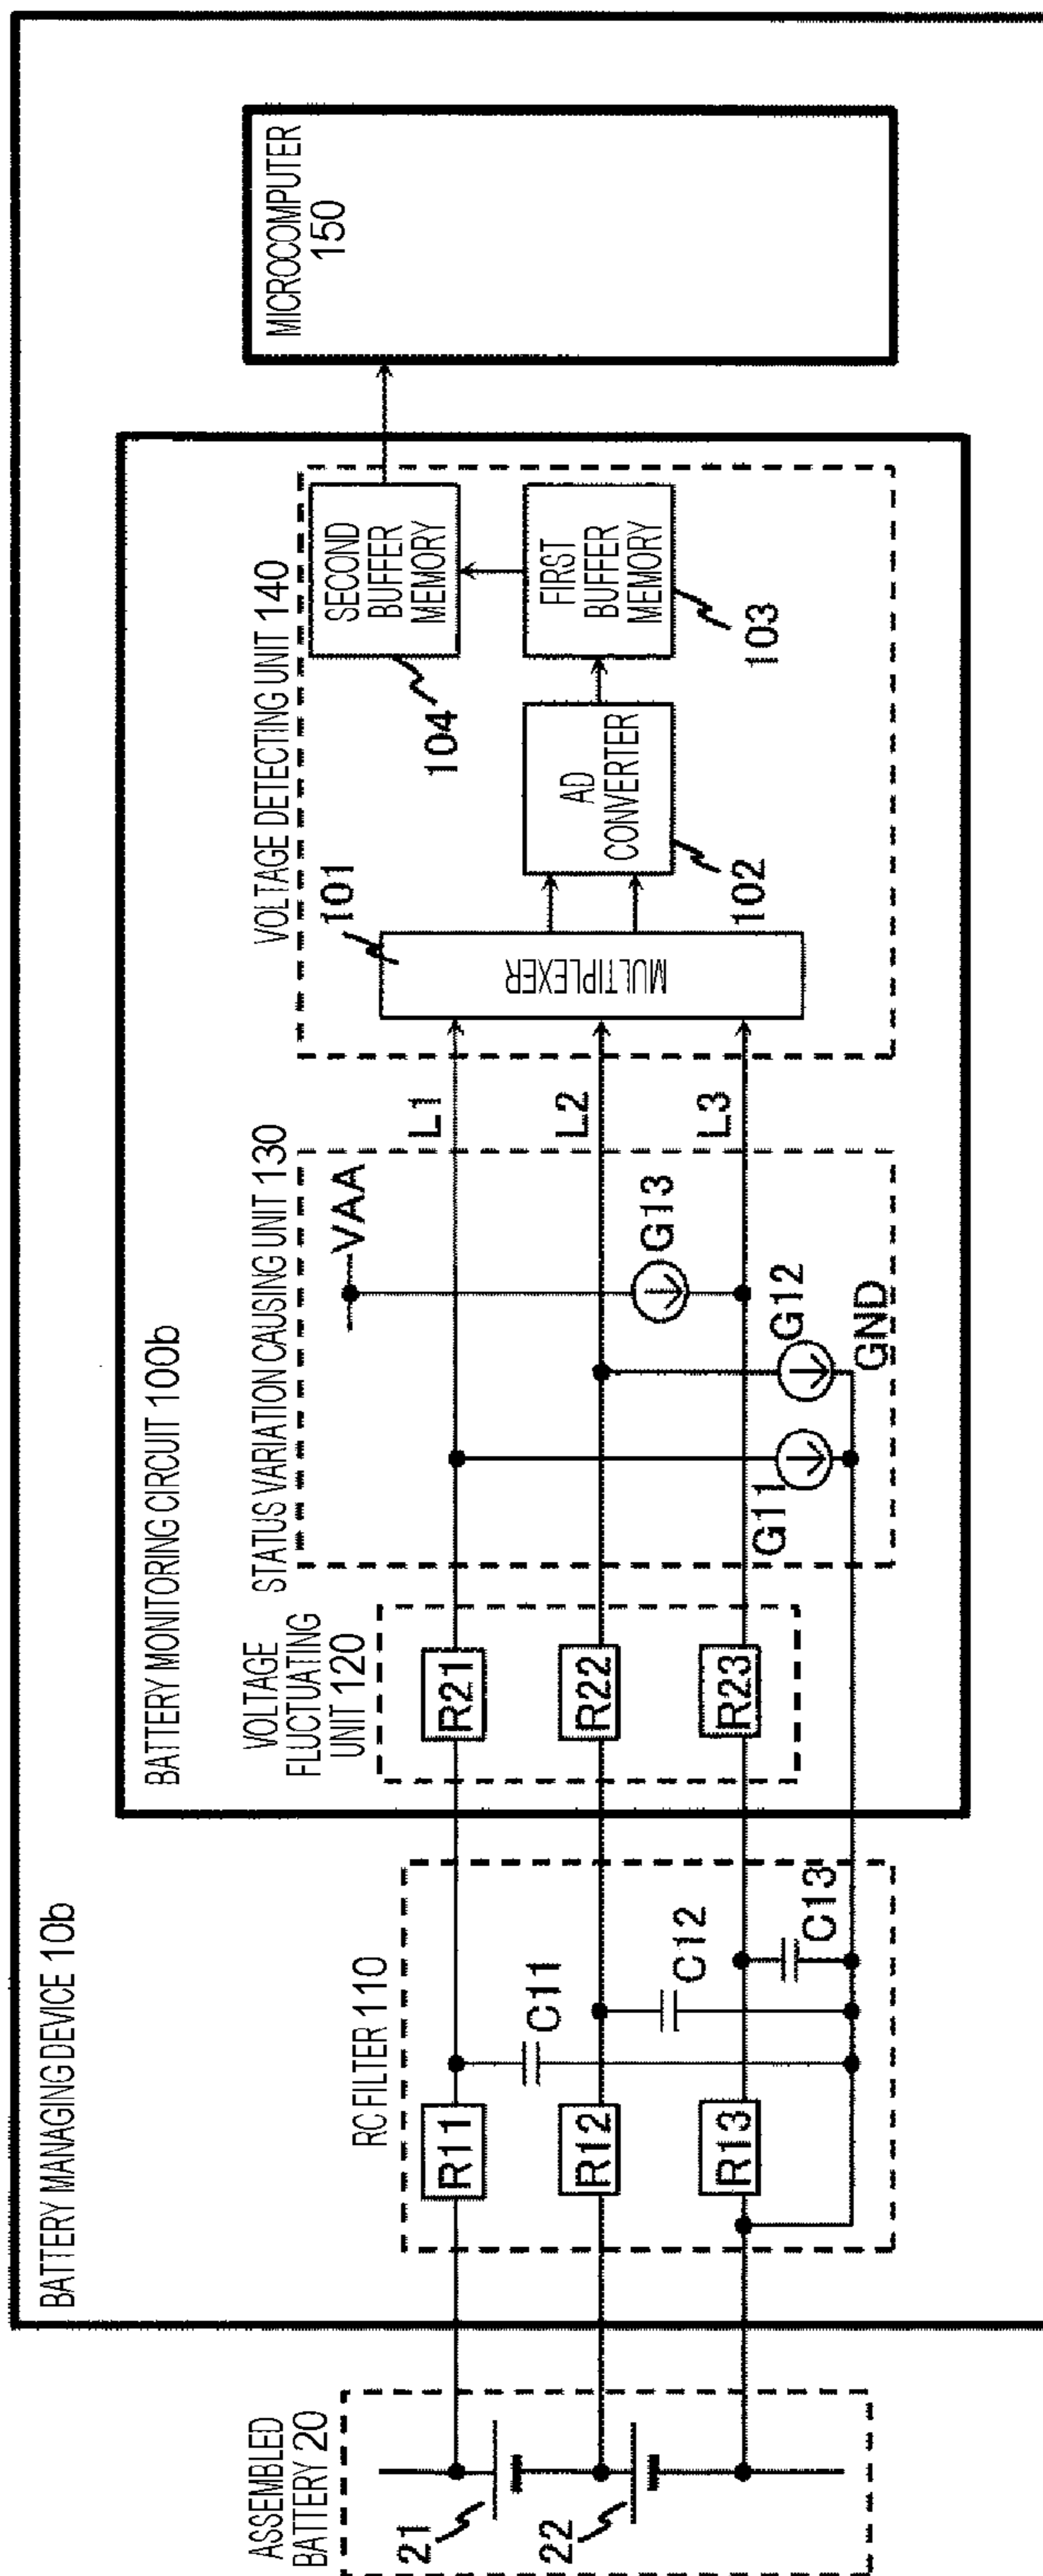 BATTERY MANAGING DEVICE 10b
ASSEMBLED
BATTERY 20
21
22
RC FILTER 110
R11
R12
R13
C11
C12
C13
BATTERY MONITORING CIRCUIT 100b
VOLTAGE
FLUCTUATING
UNIT 120
R21
R22
R23
STATUS VARIATION CAUSING UNIT 130
VAA
G11
G12
G13
GND
L1
L2
L3
VOLTAGE DETECTING UNIT 140
101
MULTIPLEXER
AD
CONVERTER
102
FIRST
BUFFER
MEMORY
103
SECOND
BUFFER
MEMORY
104
MICROCOMPUTER
150